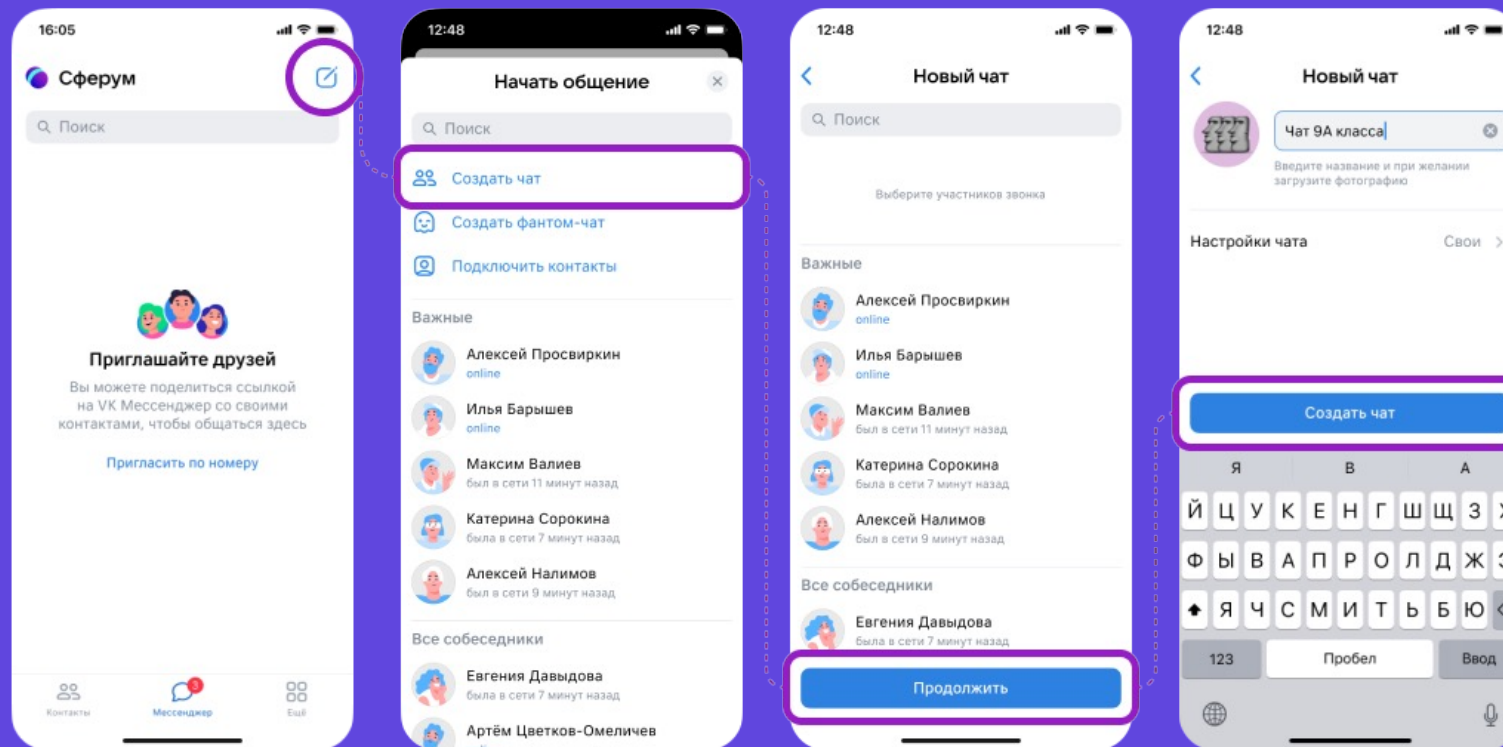 16:05
Сферум
Поиск
Приглашайте друзей
Вы можете поделиться ссылкой
на VK Мессенджер со своими
контактами, чтобы общаться здесь
Пригласить по номеру
3
Контакты
Мессенджер
Ещё
12:48
Начать общение
Поиск
Создать чат
Создать фантом-чат
Подключить контакты
Важные
Алексей Просвиркин
online
Илья Барышев
online
Максим Валиев
был в сети 11 минут назад
Катерина Сорокина
была в сети 7 минут назад
Алексей Налимов
был в сети 9 минут назад
Все собеседники
Евгения Давыдова
была в сети 7 минут назад
Артём Цветков-Омеличев
12:48
Новый чат
Поиск
Выберите участников звонка
Важные
Алексей Просвиркин
online
Илья Барышев
online
Максим Валиев
был в сети 11 минут назад
Катерина Сорокина
была в сети 7 минут назад
Алексей Налимов
был в сети 9 минут назад
Все собеседники
Евгения Давыдова
была в сети 7 минут назад
Продолжить
12:48
Новый чат
Чат 9А класса
Введите название и при желании
загрузите фотографию
Настройки чата Свои
Создать чат
Я В А
Й Ц У К Е Н Г Ш Щ З
Ф Ы В А П Р О Л Д Ж
Я Ч С М И Т Ь Б Ю
123 Пробел Ввод